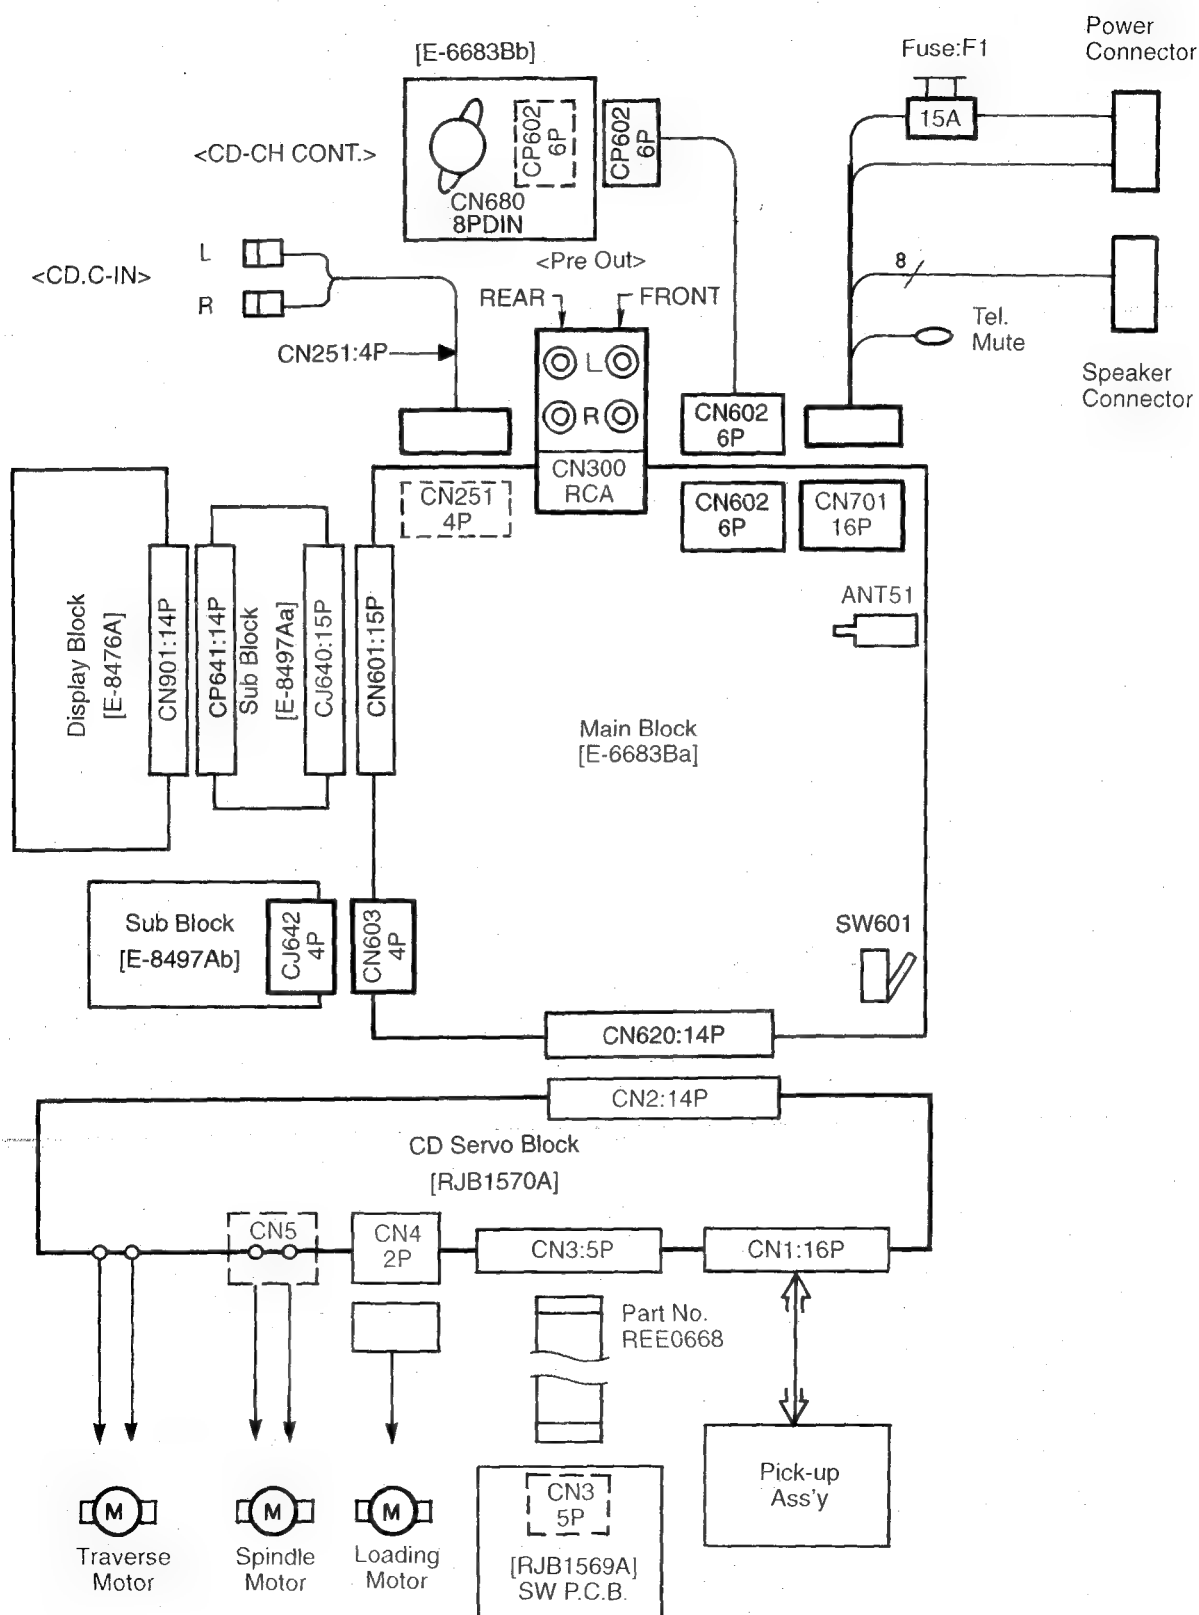 Power
Connector
[E-6683Bb]
Fuse:F1
15A
<CD-CH CONT.>
CP602
6P
CP602
6P
CN680
8PDIN
<CD.C-IN>
L
R
<Pre Out>
REAR
FRONT
8
Tel.
Mute
Speaker
Connector
CN251:4P
L
R
CN300
RCA
CN602
6P
CN251
4P
CN602
6P
CN701
16P
ANT51
Display Block
[E-8476A]
CN901:14P
CP641:14P
Sub Block
[E-8497Aa]
CJ640:15P
CN601:15P
Main Block
[E-6683Ba]
Sub Block
[E-8497Ab]
CJ642
4P
CN603
4P
SW601
CN620:14P
CN2:14P
CD Servo Block
[RJB1570A]
CN5
CN4
2P
CN3:5P
CN1:16P
Part No.
REE0668
M
M
M
Traverse
Motor
Spindle
Motor
Loading
Motor
CN3
5P
[RJB1569A]
SW P.C.B.
Pick-up
Ass'y